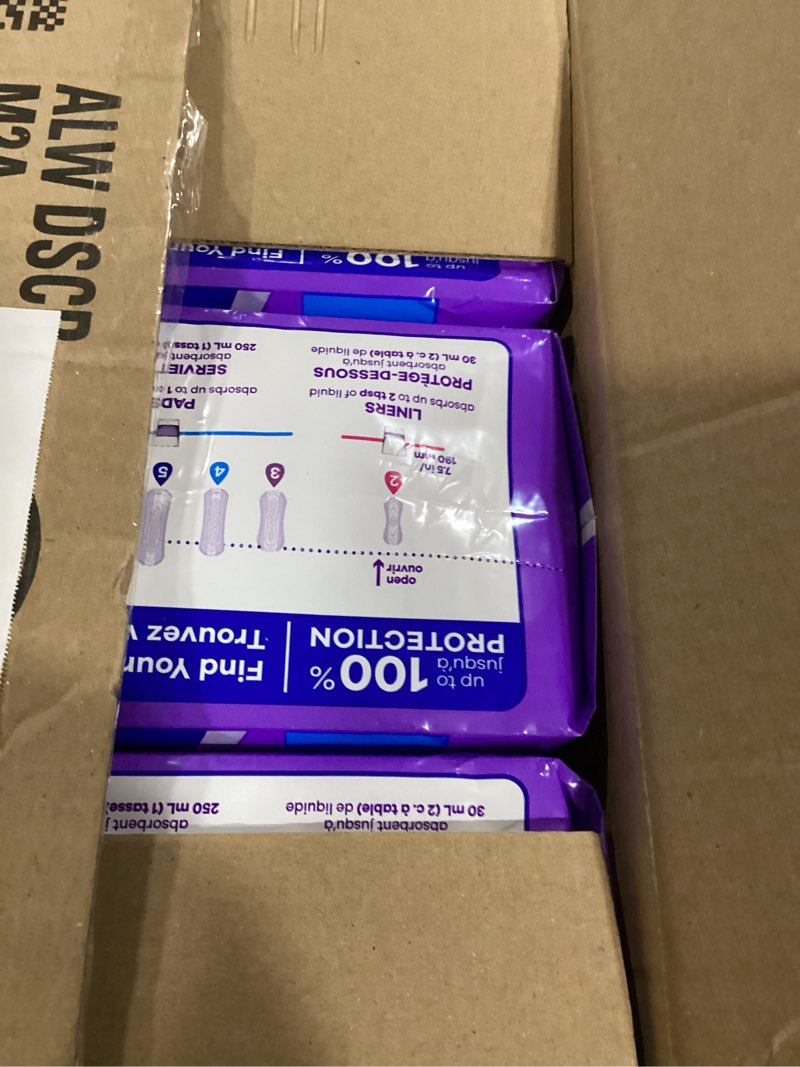 ALW DSCR
M2A
up to
jusqu'à
100%
Find Your
up to
jusqu'à
100%
PROTECTION
Find Your
Trouvez v
open
ouvrir
2
3
4
5
7.5 in/
190 mm
LINERS
absorbs up to 2 tbsp of liquid
PROTÈGE-DESSOUS
absorbent jusqu'à
30 mL (2 c. à table) de liquide
PADS
absorbs up to 1
SERVIET
absorbent ju
250 mL (1 tass
absorbent jusqu'à
30 mL (2 c. à table) de liquide
absorbent j
250 mL (1 tasse)